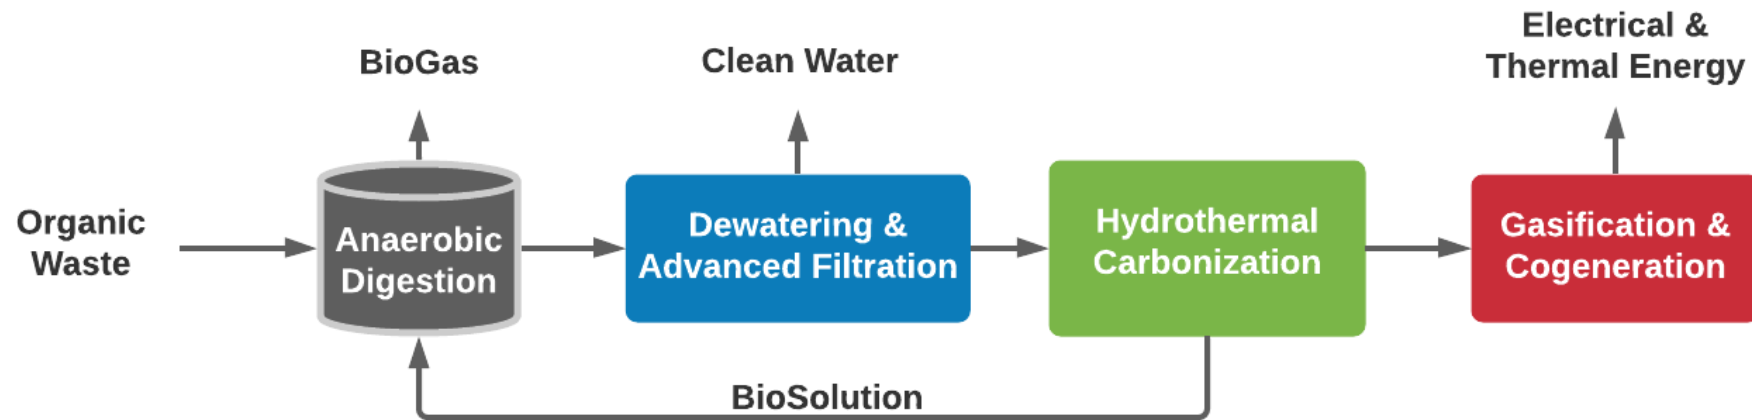 BioGas
Clean Water
Electrical &
Thermal Energy
Organic
Waste
Anaerobic
Digestion
Dewatering &
Advanced Filtration
Hydrothermal
Carbonization
Gasification &
Cogeneration
BioSolution